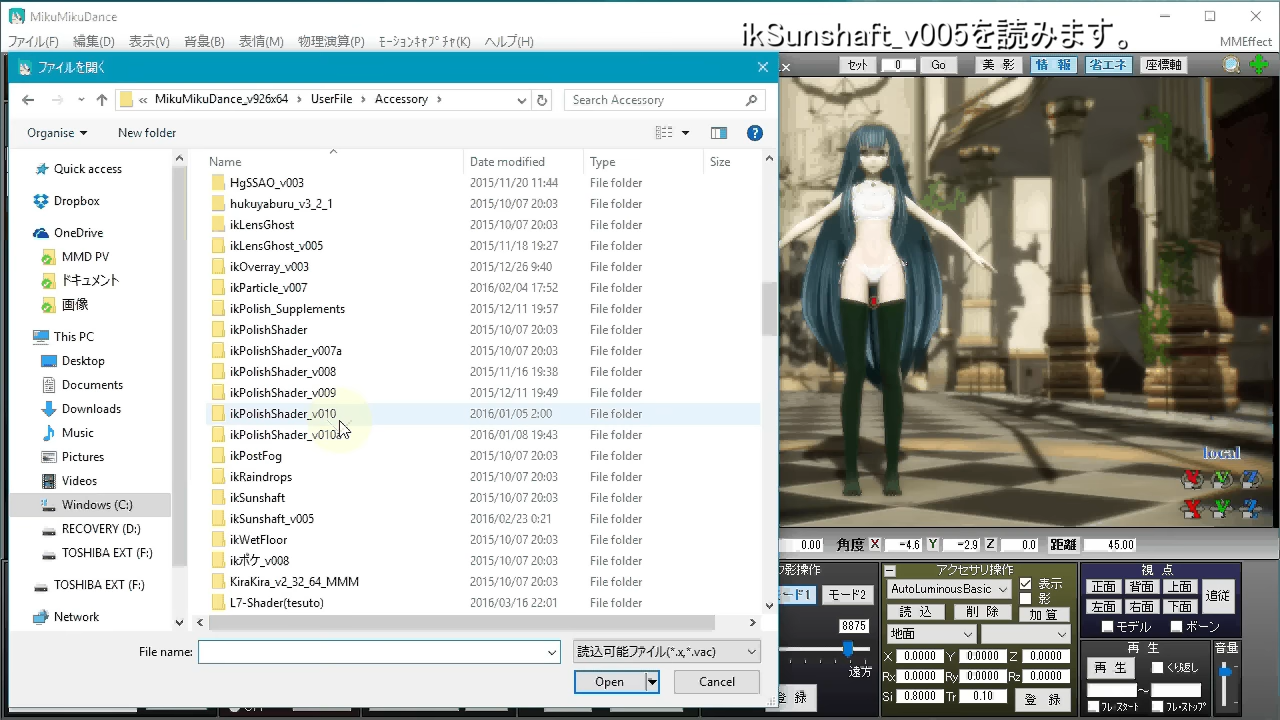 MikuMikuDance
ikSunshaft_v005を読みます。
ファイル(F) 編集(D) 表示(V) 背景(B) 表情(M) 物理演算(P) モーションキャプチャ(K) ヘルプ(H)
MMEffect
ファイルを開く
セット 0 Go 美 影 情 報 省エネ 座標軸
« MikuMikuDance_v926x64 › UserFile › Accessory ›
Search Accessory
Organise New folder
Name Date modified Type Size
Quick access
Dropbox
OneDrive
MMD PV
ドキュメント
画像
This PC
Desktop
Documents
Downloads
Music
Pictures
Videos
Windows (C:)
RECOVERY (D:)
TOSHIBA EXT (F:)
TOSHIBA EXT (F:)
Network
HgSSAO_v003 2015/11/20 11:44 File folder
hukuyaburu_v3_2_1 2015/10/07 20:03 File folder
ikLensGhost 2015/10/07 20:03 File folder
ikLensGhost_v005 2015/11/18 19:27 File folder
ikOverray_v003 2015/12/26 9:40 File folder
ikParticle_v007 2016/02/04 17:52 File folder
ikPolish_Supplements 2015/12/11 19:57 File folder
ikPolishShader 2015/10/07 20:03 File folder
ikPolishShader_v007a 2015/10/07 20:03 File folder
ikPolishShader_v008 2015/11/16 19:38 File folder
ikPolishShader_v009 2015/12/11 19:49 File folder
ikPolishShader_v010 2016/01/05 2:00 File folder
ikPolishShader_v010 2016/01/08 19:43 File folder
ikPostFog 2015/10/07 20:03 File folder
ikRaindrops 2015/10/07 20:03 File folder
ikSunshaft 2015/10/07 20:03 File folder
ikSunshaft_v005 2016/02/23 0:21 File folder
ikWetFloor 2015/10/07 20:03 File folder
ikボケ_v008 2015/10/07 20:03 File folder
KiraKira_v2_33_64_MMM 2015/10/07 20:03 File folder
L7-Shader(tesuto) 2016/03/16 22:01 File folder
File name:
読込可能ファイル(*.x,*.vac)
Open Cancel
local
X Y Z
X Y Z
0.00 角度 X -4.6 Y -2.9 Z 0.0 距離 45.00
影操作
モード1 モード2
8875
遠方
登 録
アクセサリ操作
AutoLuminousBasic 表示
影
読 込 削 除 加 算
地面
X 0.0000 Y 0.0000 Z 0.0000
Rx 0.0000 Ry 0.0000 Rz 0.0000
Si 0.8000 Tr 0.10 登 録
視 点
正面 背面 上面 追従
左面 右面 下面
モデル ボーン
再 生 音量
再 生 くり返し
～
フレ・スタート フレ・ストップ